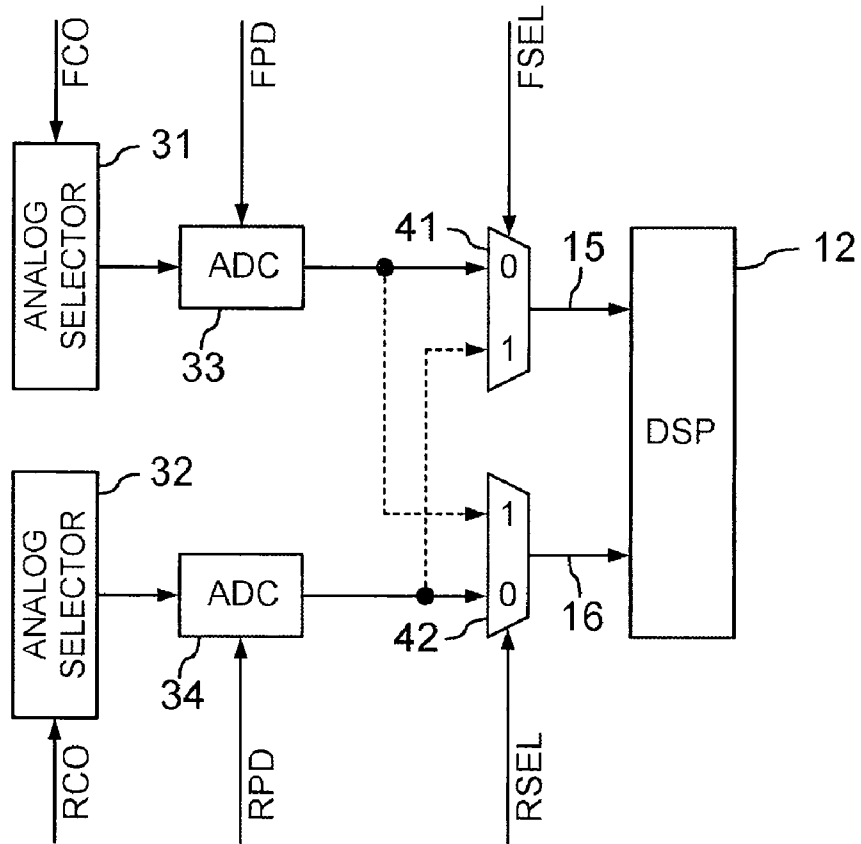 FCO
FPD
FSEL
31
ANALOG
SELECTOR
ADC
33
41
0
1
15
12
DSP
32
ANALOG
SELECTOR
ADC
34
1
0
42
16
RCO
RPD
RSEL